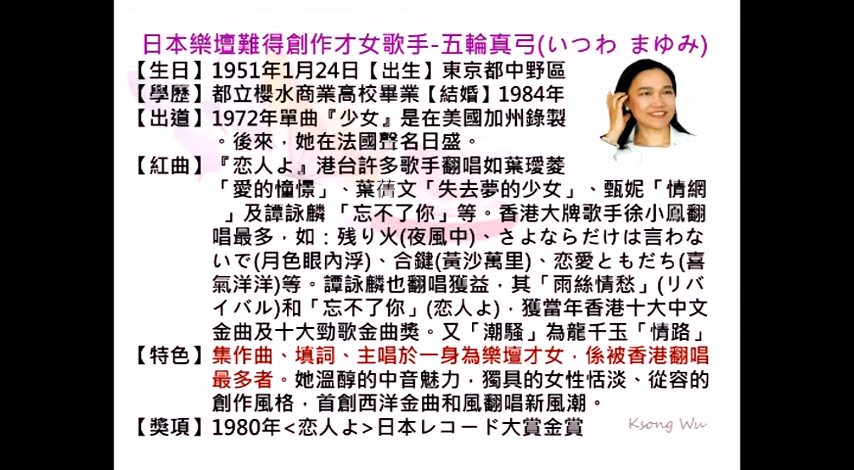 日本樂壇難得創作才女歌手-五輪真弓(いつわ まゆみ)
【生日】1951年1月24日【出生】東京都中野區
【學歷】都立櫻水商業高校畢業【結婚】1984年
【出道】1972年單曲『少女』是在美國加州錄製
。後來，她在法國聲名日盛。
【紅曲】『恋人よ』港台許多歌手翻唱如葉璦菱
「愛的憧憬」、葉蒨文「失去夢的少女」、甄妮「情網
」及譚詠麟「忘不了你」等。香港大牌歌手徐小鳳翻
唱最多，如：残り火(夜風中)、さよならだけは言わな
いで(月色眼內浮)、合鍵(黃沙萬里)、恋愛ともだち(喜
氣洋洋)等。譚詠麟也翻唱獲益，其「雨絲情愁」(リバ
イバル)和「忘不了你」(恋人よ)，獲當年香港十大中文
金曲及十大勁歌金曲獎。又「潮騷」為龍千玉「情路」
【特色】集作曲、填詞、主唱於一身為樂壇才女，係被香港翻唱
最多者。她溫醇的中音魅力，獨具的女性恬淡、從容的
創作風格，首創西洋金曲和風翻唱新風潮。
【獎項】1980年<恋人よ>日本レコード大賞金賞
Ksong Wu